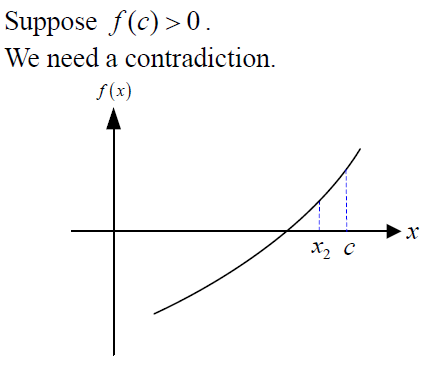 Suppose f(c) > 0.
We need a contradiction.
f(x)
x
x₂ c